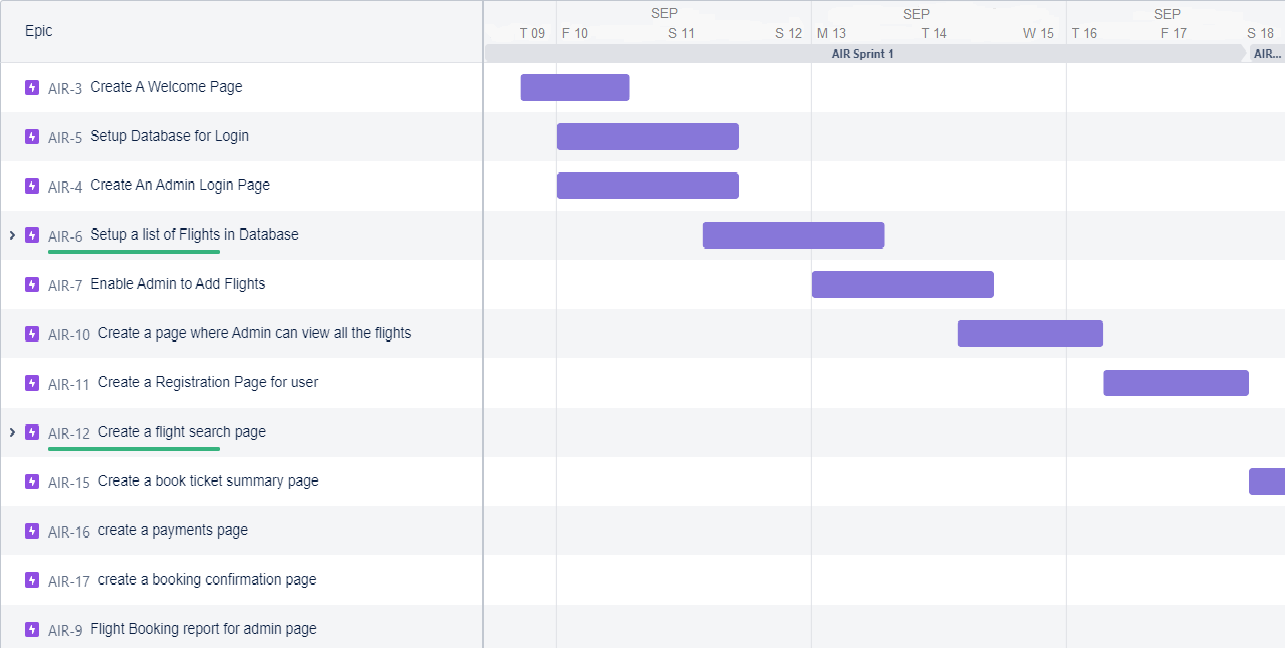 Epic
SEP SEP SEP
T 09 F 10 S 11 S 12 M 13 T 14 W 15 T 16 F 17 S 18
AIR Sprint 1 AIR...
AIR-3 Create A Welcome Page
AIR-5 Setup Database for Login
AIR-4 Create An Admin Login Page
AIR-6 Setup a list of Flights in Database
AIR-7 Enable Admin to Add Flights
AIR-10 Create a page where Admin can view all the flights
AIR-11 Create a Registration Page for user
AIR-12 Create a flight search page
AIR-15 Create a book ticket summary page
AIR-16 create a payments page
AIR-17 create a booking confirmation page
AIR-9 Flight Booking report for admin page